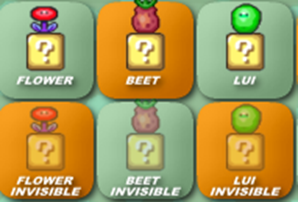 ?
?
?
FLOWER
BEET
LUI
?
?
?
FLOWER
INVISIBLE
BEET
INVISIBLE
LUI
INVISIBLE